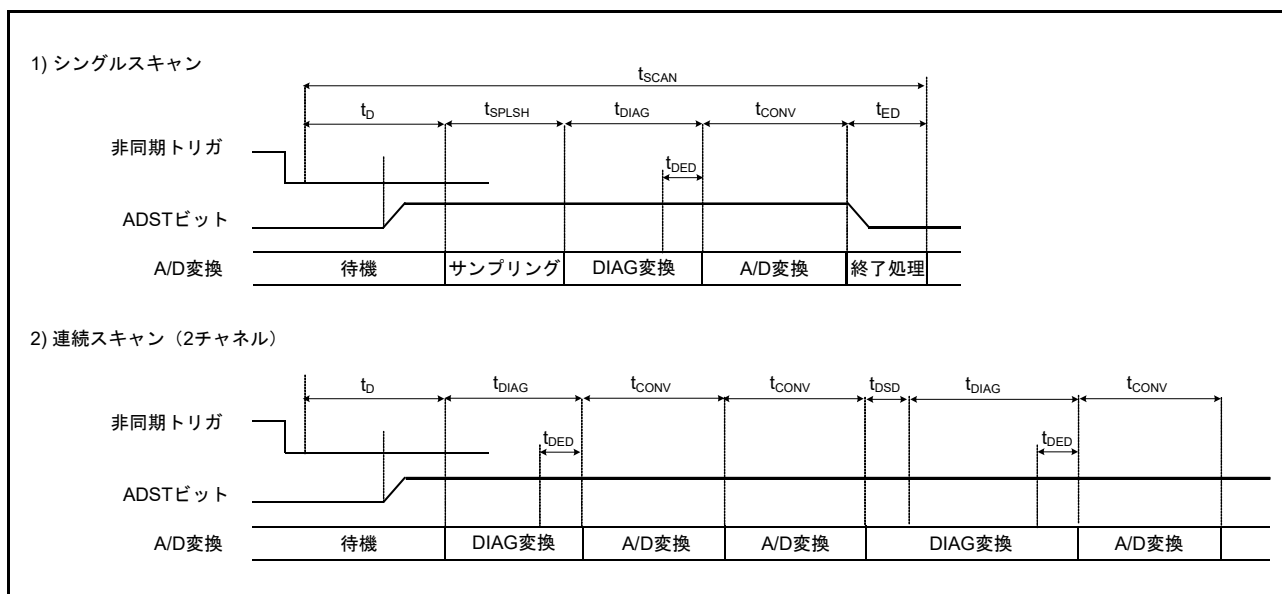 1) シングルスキャン
tSCAN
tD tSPLSH tDIAG tCONV tED
非同期トリガ
tDED
ADSTビット
A/D変換 待機 サンプリング DIAG変換 A/D変換 終了処理
2) 連続スキャン（2チャネル）
tD tDIAG tCONV tCONV tDSD tDIAG tCONV
非同期トリガ
tDED tDED
ADSTビット
A/D変換 待機 DIAG変換 A/D変換 A/D変換 DIAG変換 A/D変換